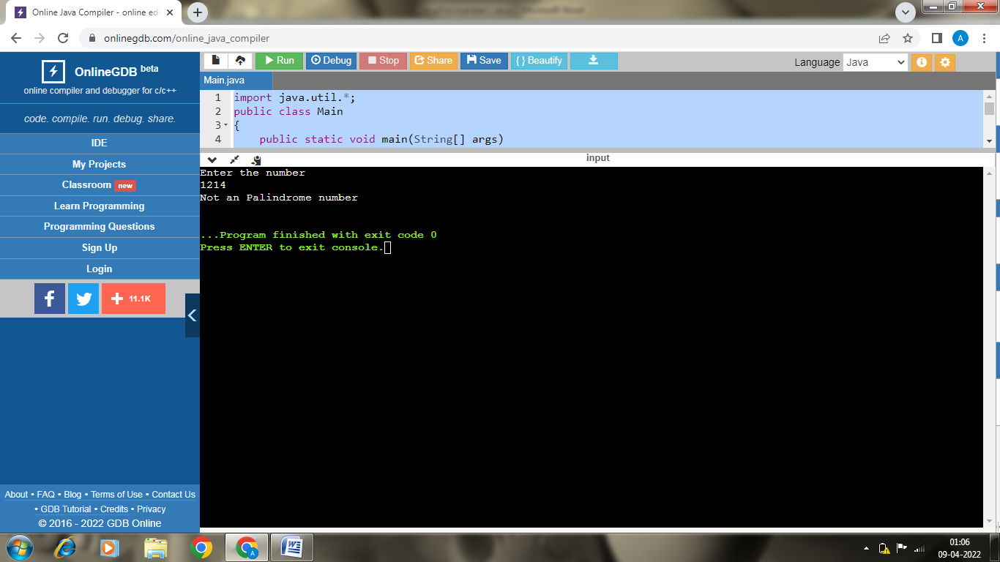 Online Java Compiler - online edi
onlinegdb.com/online_java_compiler
A
OnlineGDB beta
online compiler and debugger for c/c++
code. compile. run. debug. share.
IDE
My Projects
Classroom new
Learn Programming
Programming Questions
Sign Up
Login
f
11.1K
About • FAQ • Blog • Terms of Use • Contact Us
• GDB Tutorial • Credits • Privacy
© 2016 - 2022 GDB Online
Run Debug Stop Share Save { } Beautify
Language Java
Main.java
1 import java.util.*;
2 public class Main
3 {
4 public static void main(String[] args)
input
Enter the number
1214
Not an Palindrome number
...Program finished with exit code 0
Press ENTER to exit console.
01:06
09-04-2022